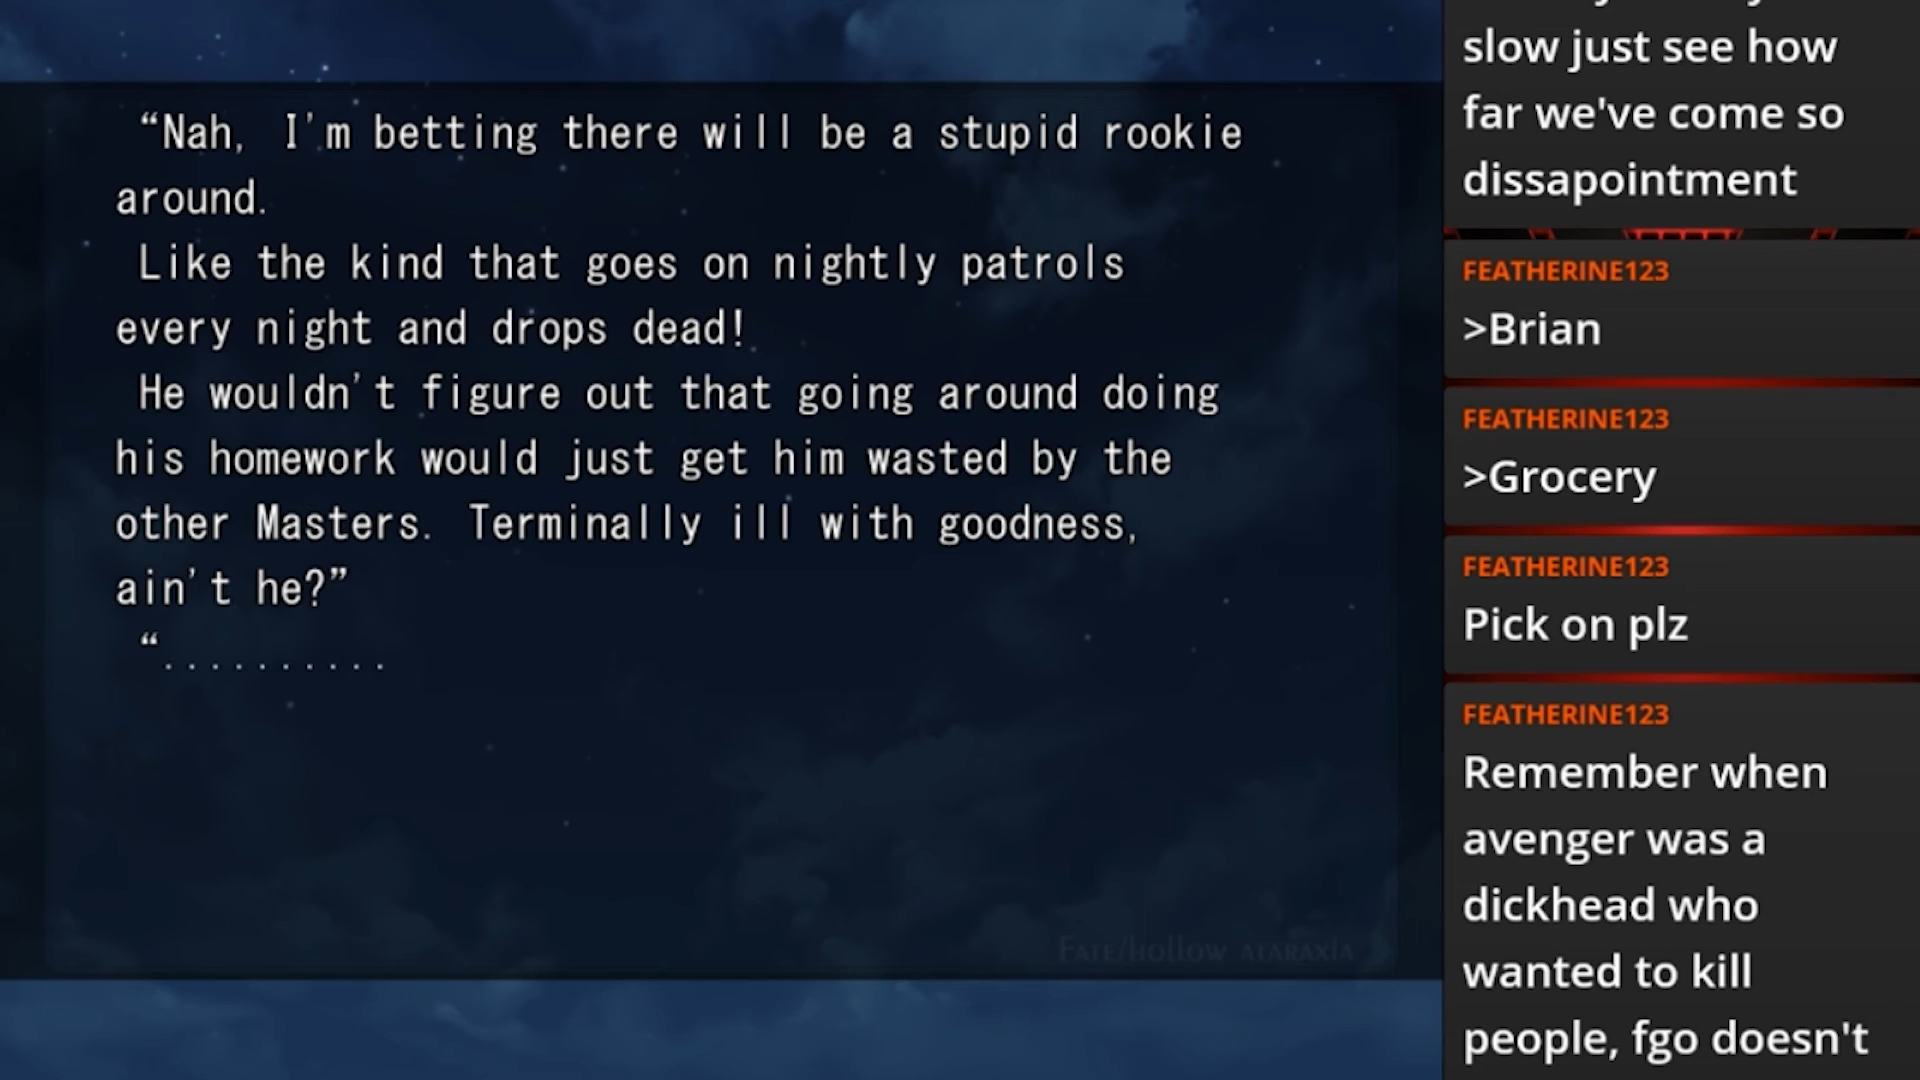 “Nah, I'm betting there will be a stupid rookie
around.
Like the kind that goes on nightly patrols
every night and drops dead!
He wouldn't figure out that going around doing
his homework would just get him wasted by the
other Masters. Terminally ill with goodness,
ain't he?”
“..........
Fate/hollow ataraxia
slow just see how
far we've come so
dissapointment
FEATHERINE123
>Brian
FEATHERINE123
>Grocery
FEATHERINE123
Pick on plz
FEATHERINE123
Remember when
avenger was a
dickhead who
wanted to kill
people, fgo doesn't